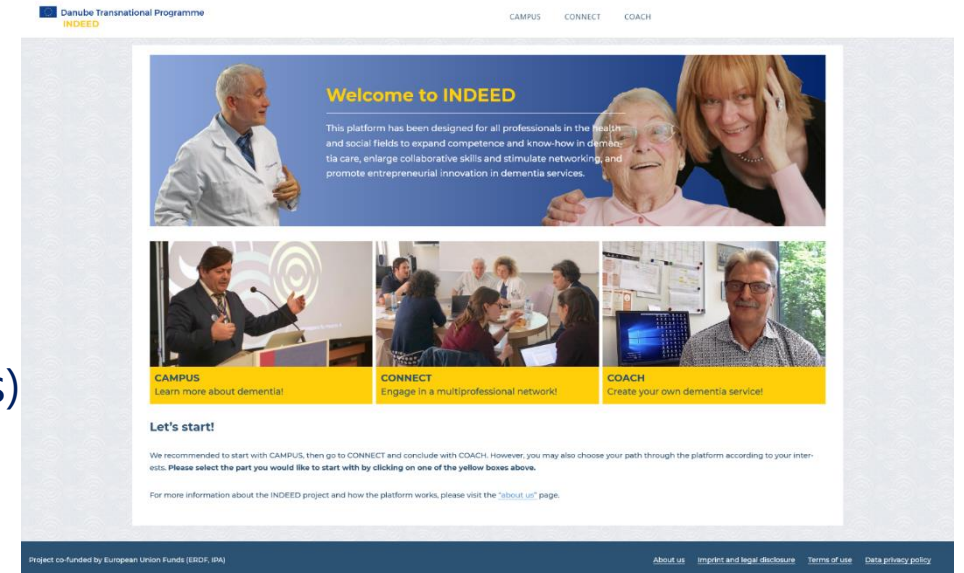 Danube Transnational Programme
INDEED
CAMPUS CONNECT COACH
Welcome to INDEED
This platform has been designed for all professionals in the health
and social fields to expand competence and know-how in demen-
tia care, enlarge collaborative skills and stimulate networking, and
promote entrepreneurial innovation in dementia services.
CAMPUS
Learn more about dementia!
CONNECT
Engage in a multiprofessional network!
COACH
Create your own dementia service!
s)
Let's start!
We recommended to start with CAMPUS, then go to CONNECT and conclude with COACH. However, you may also choose your path through the platform according to your inter-
ests. Please select the part you would like to start with by clicking on one of the yellow boxes above.
For more information about the INDEED project and how the platform works, please visit the "about us" page.
Project co-funded by European Union Funds (ERDF, IPA)
About us Imprint and legal disclosure Terms of use Data privacy policy